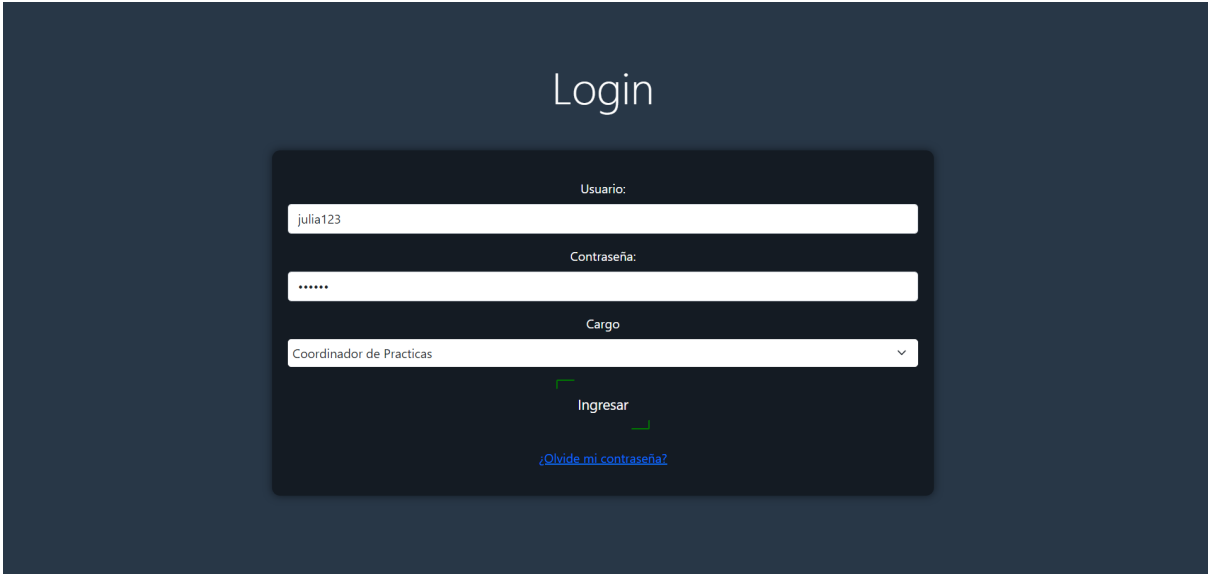 Login
Usuario:
julia123
Contraseña:
••••••
Cargo
Coordinador de Practicas
Ingresar
¿Olvide mi contraseña?